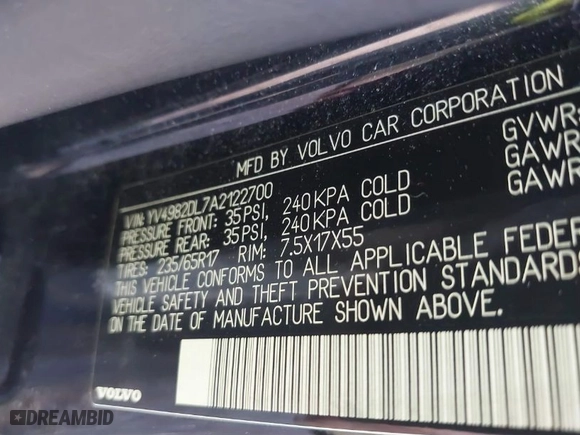 MFD BY VOLVO CAR CORPORATION
VIN: YV4982DL7A2122700
PRESSURE FRONT: 35PSI, 240KPA COLD
PRESSURE REAR: 35PSI, 240KPA COLD
TIRES: 235/65R17 RIM: 7.5X17X55
THIS VEHICLE CONFORMS TO ALL APPLICABLE FEDER
VEHICLE SAFETY AND THEFT PREVENTION STANDARDS
ON THE DATE OF MANUFACTURE SHOWN ABOVE.
GVWR
GAWR
GAWR
VOLVO
DREAMBID